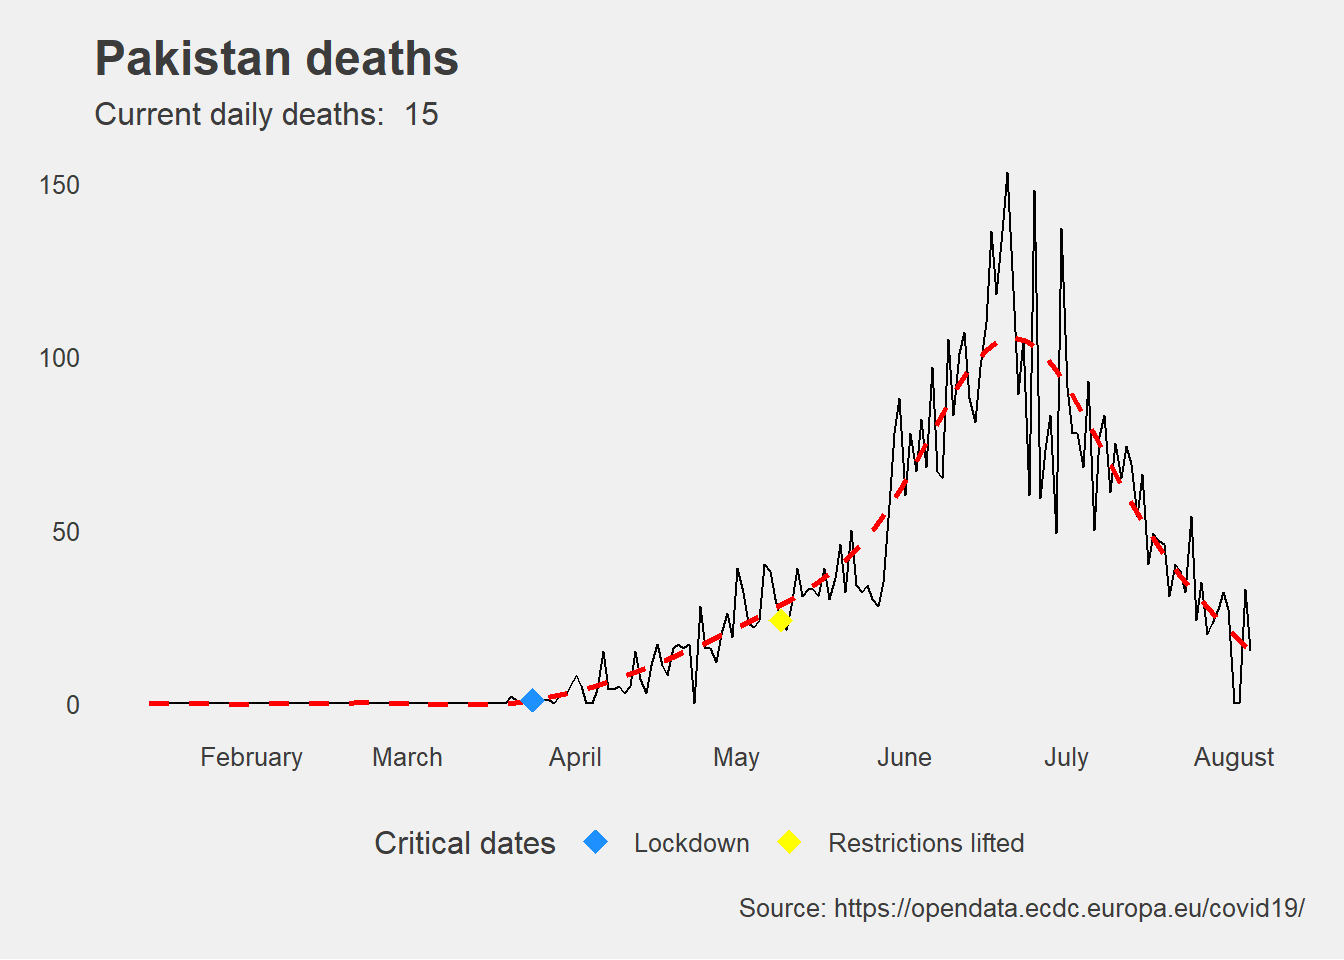 Pakistan deaths
Current daily deaths:  15
150
100
50
0
February March April May June July August
Critical dates Lockdown Restrictions lifted
Source: https://opendata.ecdc.europa.eu/covid19/